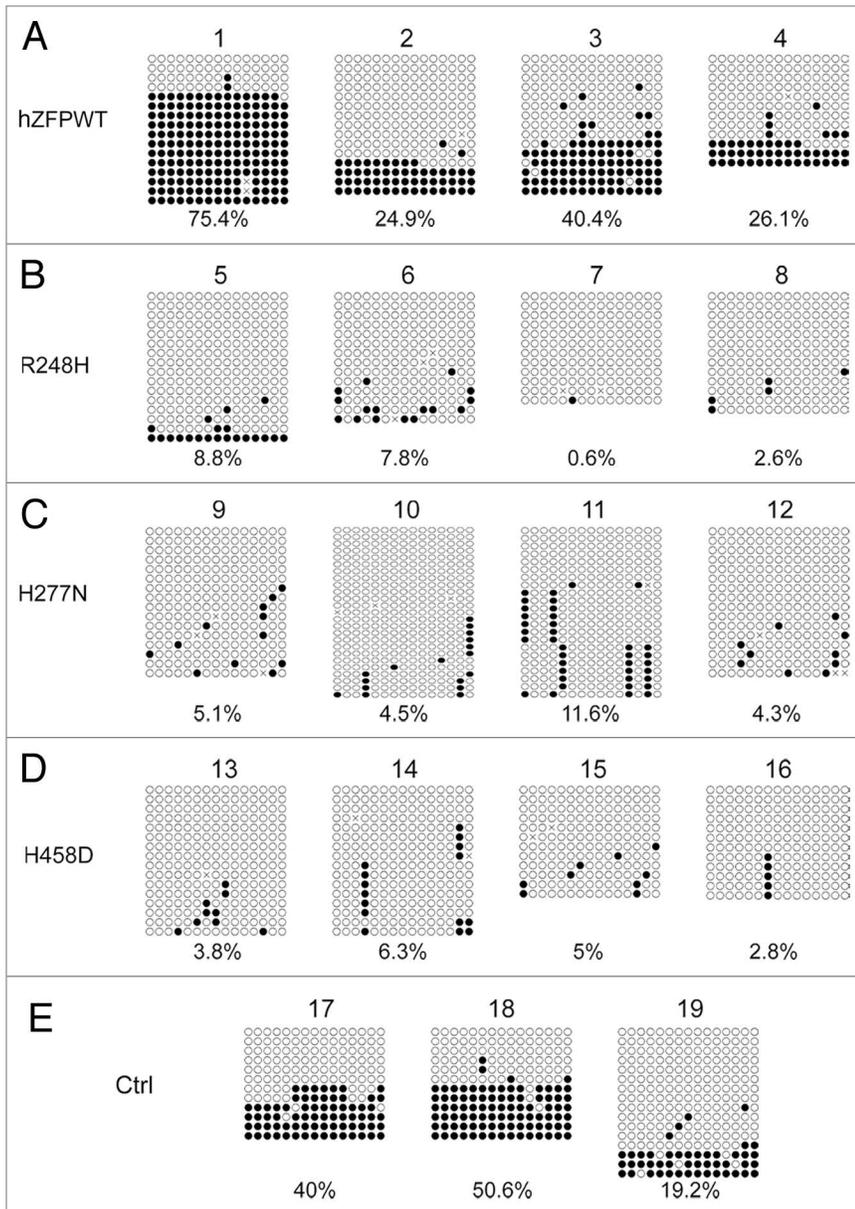 A
1 2 3 4
hZFPWT
75.4% 24.9% 40.4% 26.1%
B
5 6 7 8
R248H
8.8% 7.8% 0.6% 2.6%
C
9 10 11 12
H277N
5.1% 4.5% 11.6% 4.3%
D
13 14 15 16
H458D
3.8% 6.3% 5% 2.8%
E
17 18 19
Ctrl
40% 50.6% 19.2%